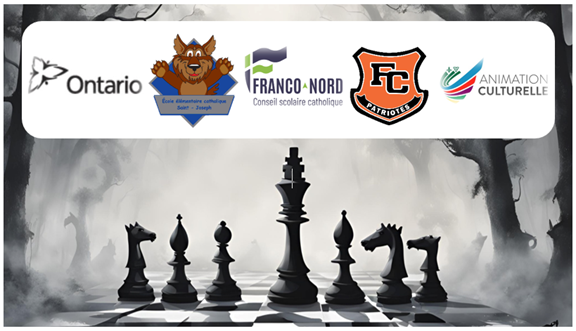 Ontario
École élémentaire catholique
Saint - Joseph
FRANCO-NORD
Conseil scolaire catholique
FC
PATRIOTES
ANIMATION
CULTURELLE